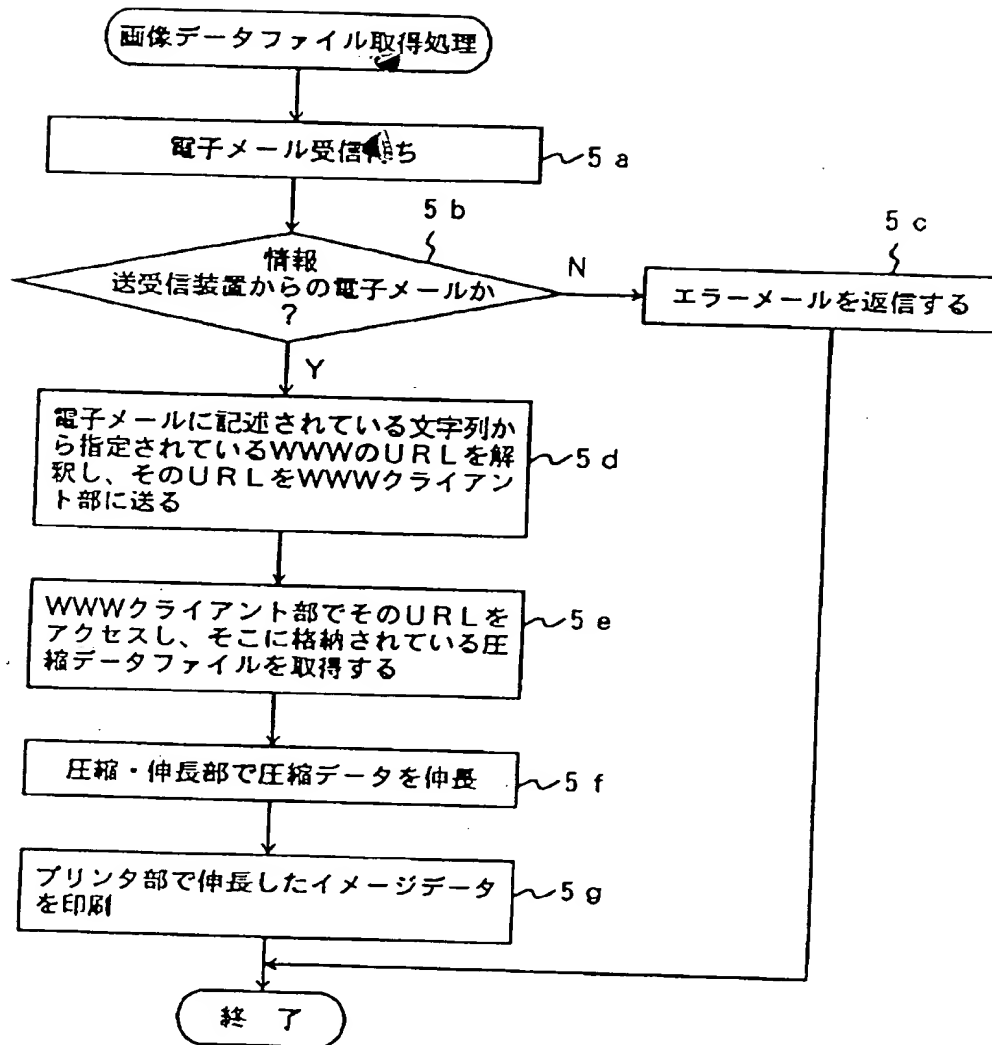 画像データファイル取得処理
電子メール受信待ち
5a
5b
情報
送受信装置からの電子メールか
?
N
5c
エラーメールを返信する
Y
電子メールに記述されている文字列か
ら指定されているWWWのURLを解
釈し、そのURLをWWWクライアン
ト部に送る
5d
WWWクライアント部でそのURLを
アクセスし、そこに格納されている圧
縮データファイルを取得する
5e
圧縮・伸長部で圧縮データを伸長
5f
プリンタ部で伸長したイメージデータ
を印刷
5g
終 了